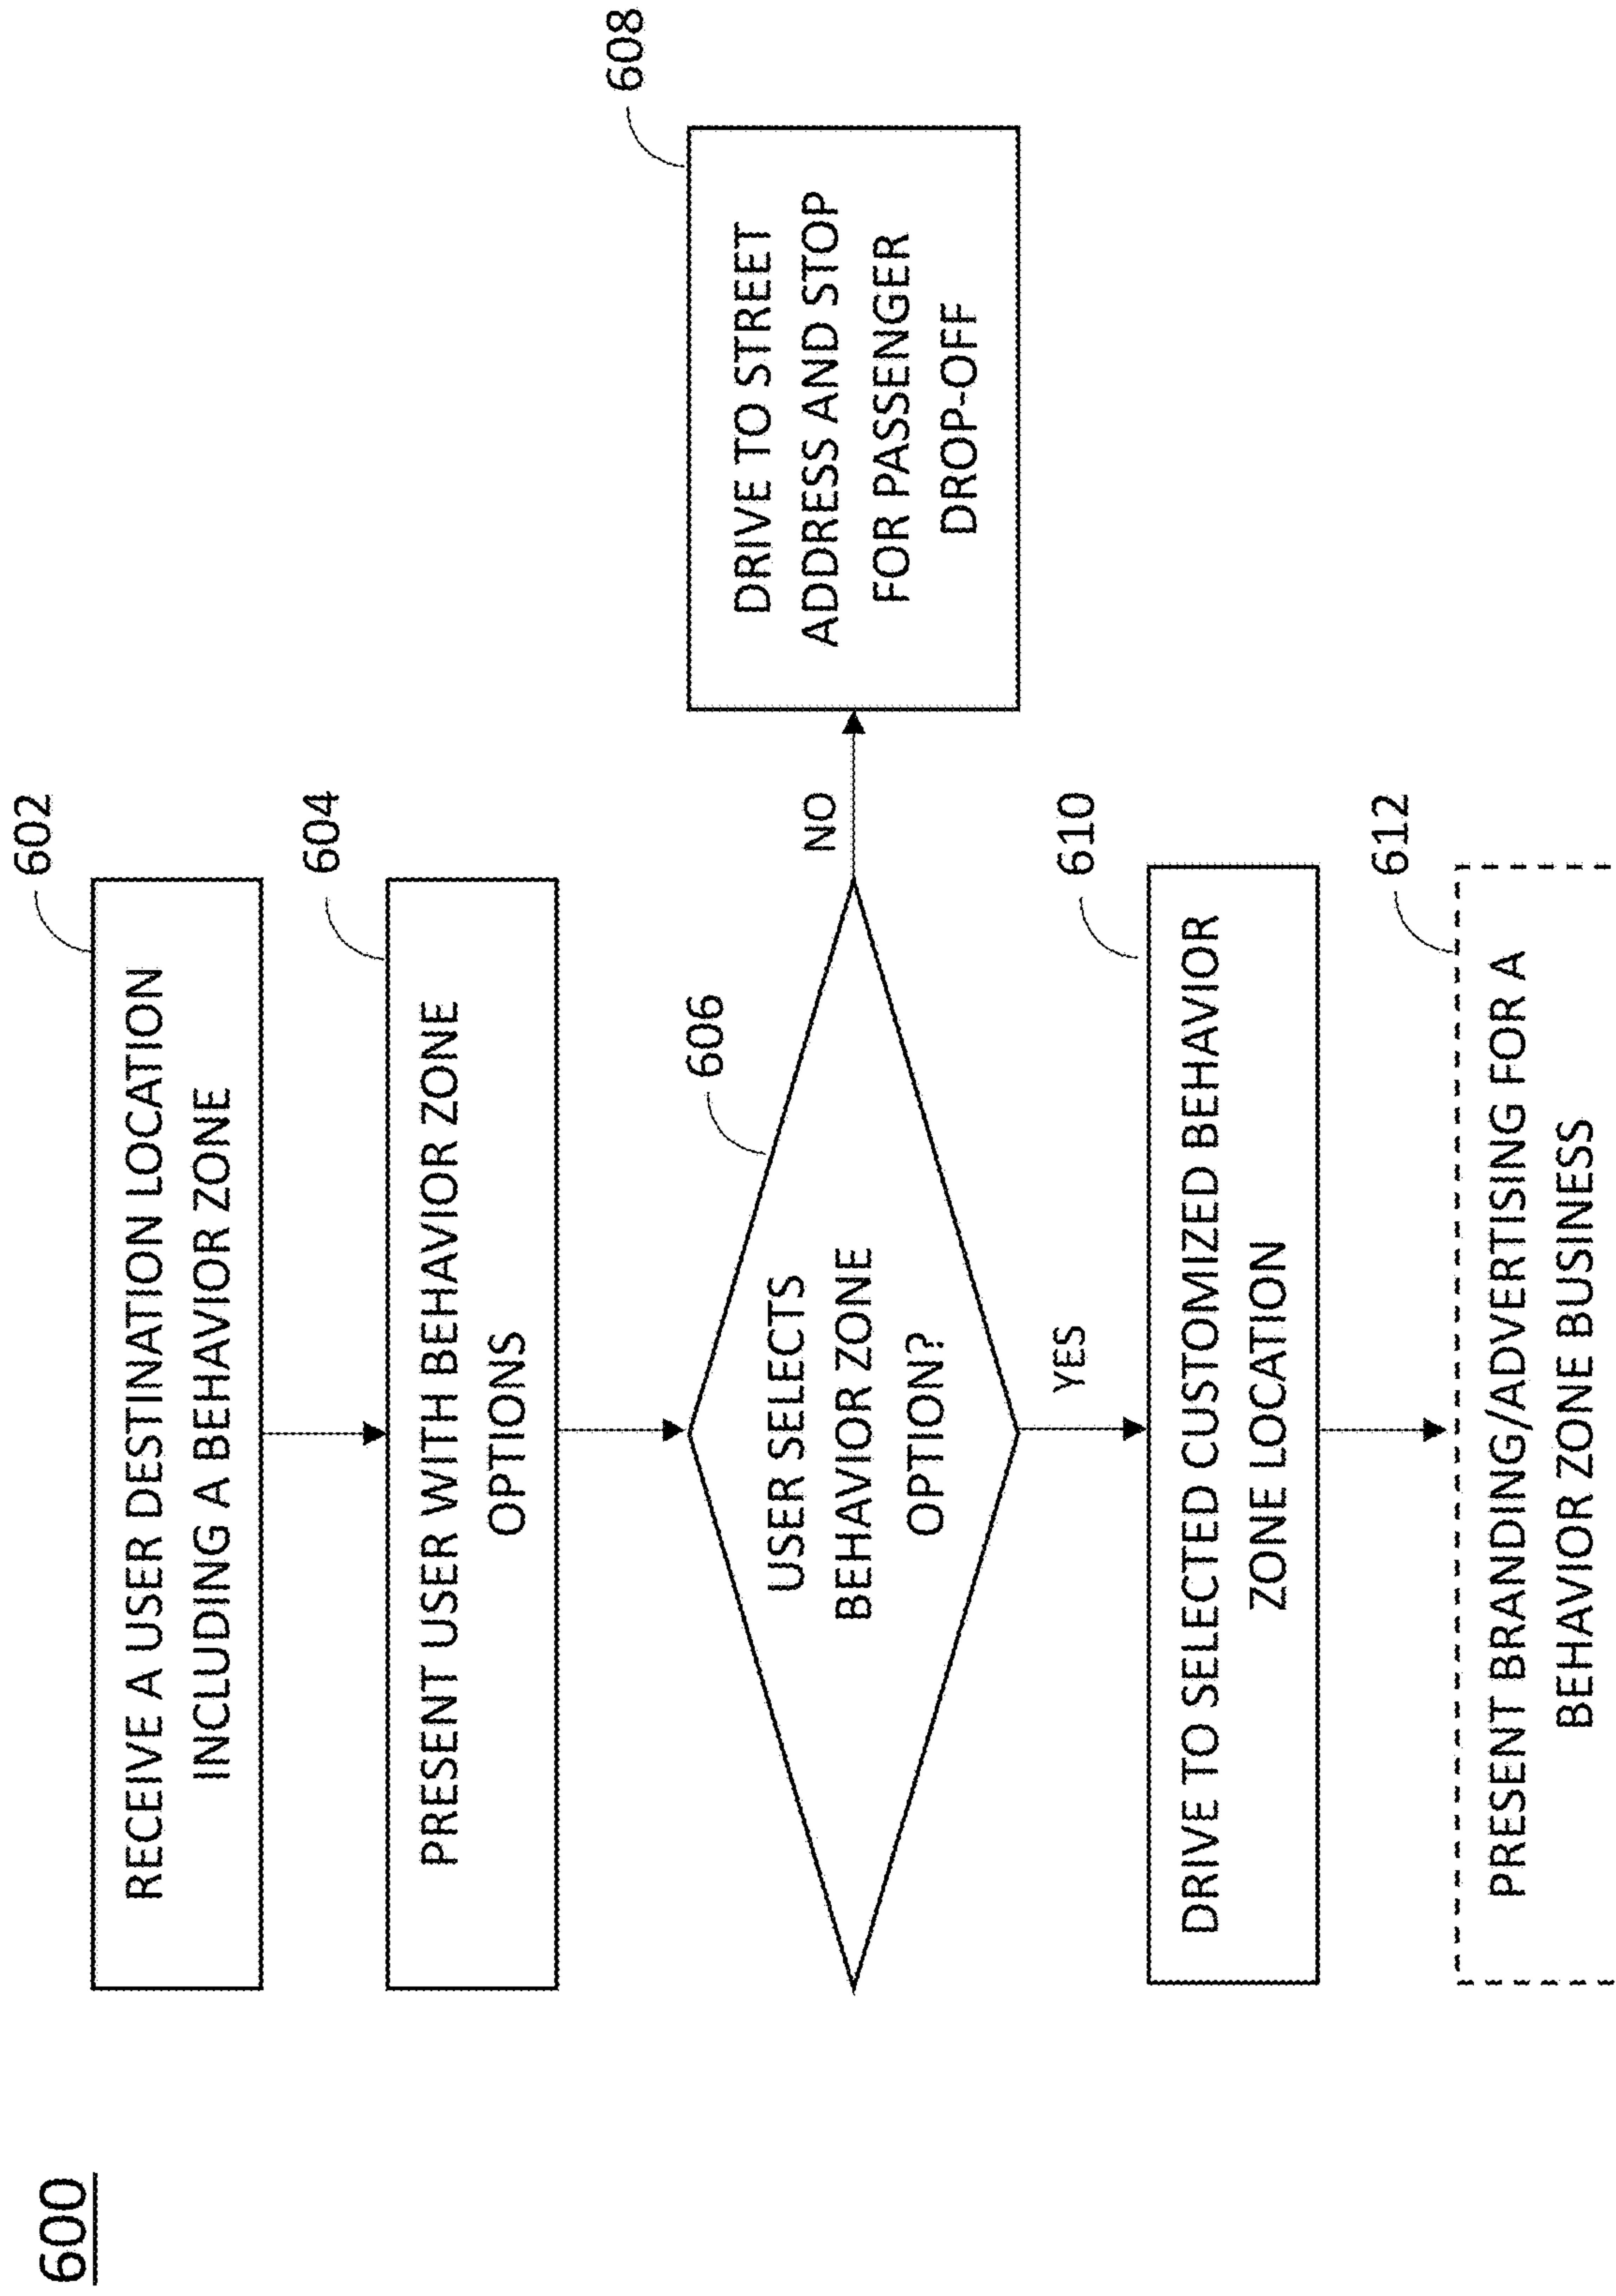 600
602
RECEIVE A USER DESTINATION LOCATION
INCLUDING A BEHAVIOR ZONE
604
PRESENT USER WITH BEHAVIOR ZONE
OPTIONS
606
USER SELECTS
BEHAVIOR ZONE
OPTION?
NO
608
DRIVE TO STREET
ADDRESS AND STOP
FOR PASSENGER
DROP-OFF
YES
610
DRIVE TO SELECTED CUSTOMIZED BEHAVIOR
ZONE LOCATION
612
PRESENT BRANDING/ADVERTISING FOR A
BEHAVIOR ZONE BUSINESS